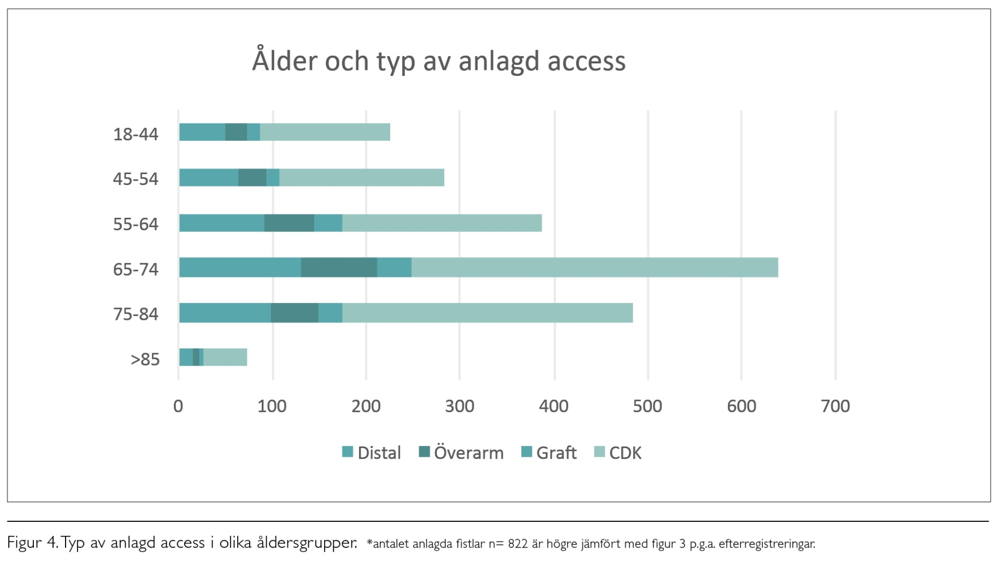 Ålder och typ av anlagd access
18-44
45-54
55-64
65-74
75-84
>85
0 100 200 300 400 500 600 700
Distal Överarm Graft CDK
Figur 4. Typ av anlagd access i olika åldersgrupper. *antalet anlagda fistlar n= 822 är högre jämfört med figur 3 p.g.a. efterregistreringar.